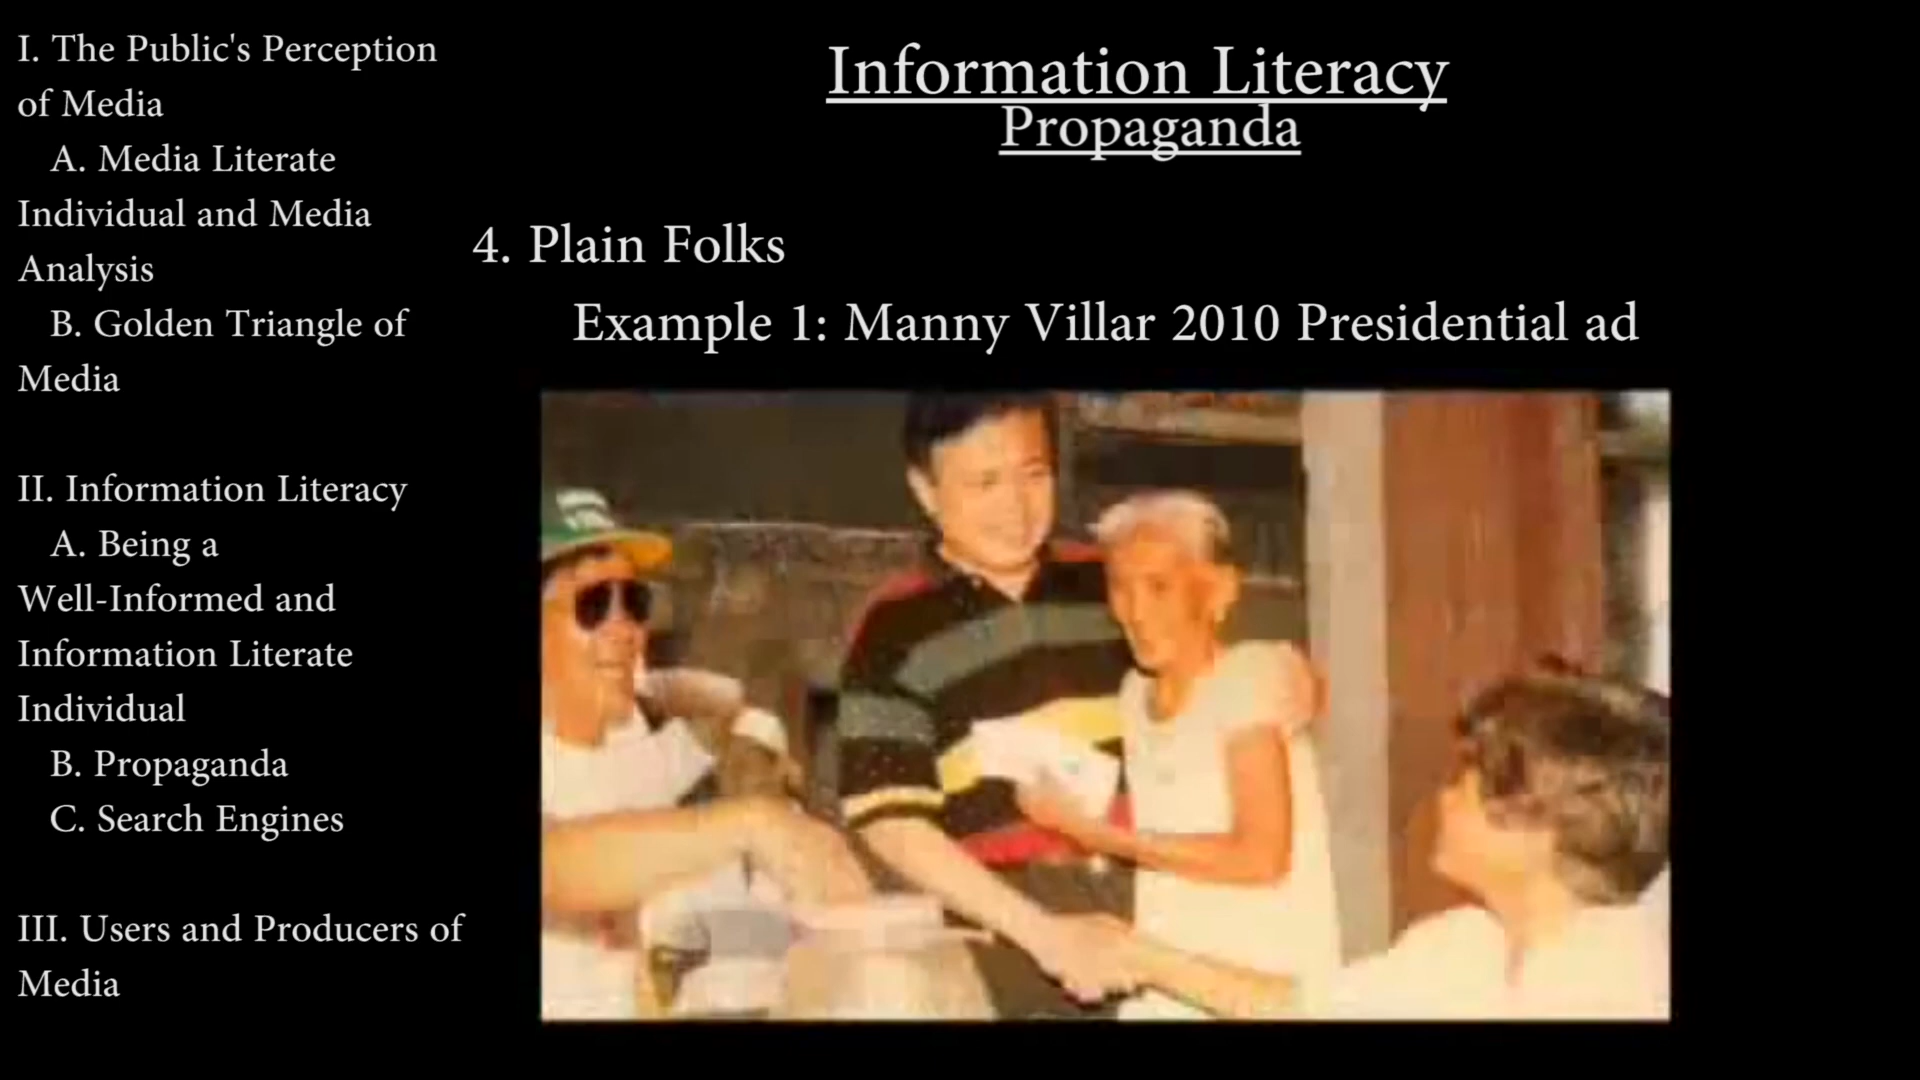 I. The Public's Perception
of Media
A. Media Literate
Individual and Media
Analysis
B. Golden Triangle of
Media
II. Information Literacy
A. Being a
Well-Informed and
Information Literate
Individual
B. Propaganda
C. Search Engines
III. Users and Producers of
Media
Information Literacy
Propaganda
4. Plain Folks
Example 1: Manny Villar 2010 Presidential ad